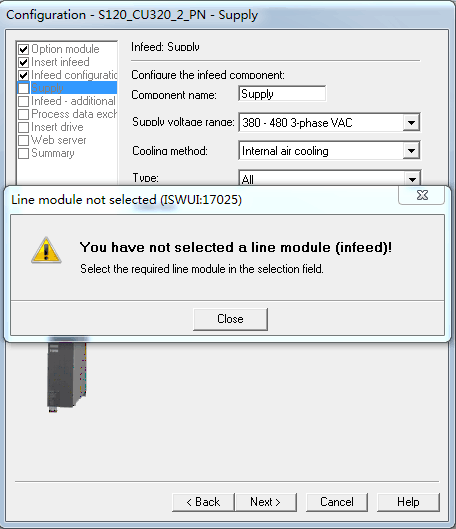 Configuration - S120_CU320_2_PN - Supply
Option module
Insert infeed
Infeed configuratio
Infeed - additional
Process data exch
Insert drive
Web server
Summary
Infeed: Supply
Configure the infeed component:
Component name: Supply
Supply voltage range: 380 - 480 3-phase VAC
Cooling method: Internal air cooling
Type: All
Line module not selected (ISWUI:17025)
You have not selected a line module (infeed)!
Select the required line module in the selection field.
Close
< Back
Next >
Cancel
Help